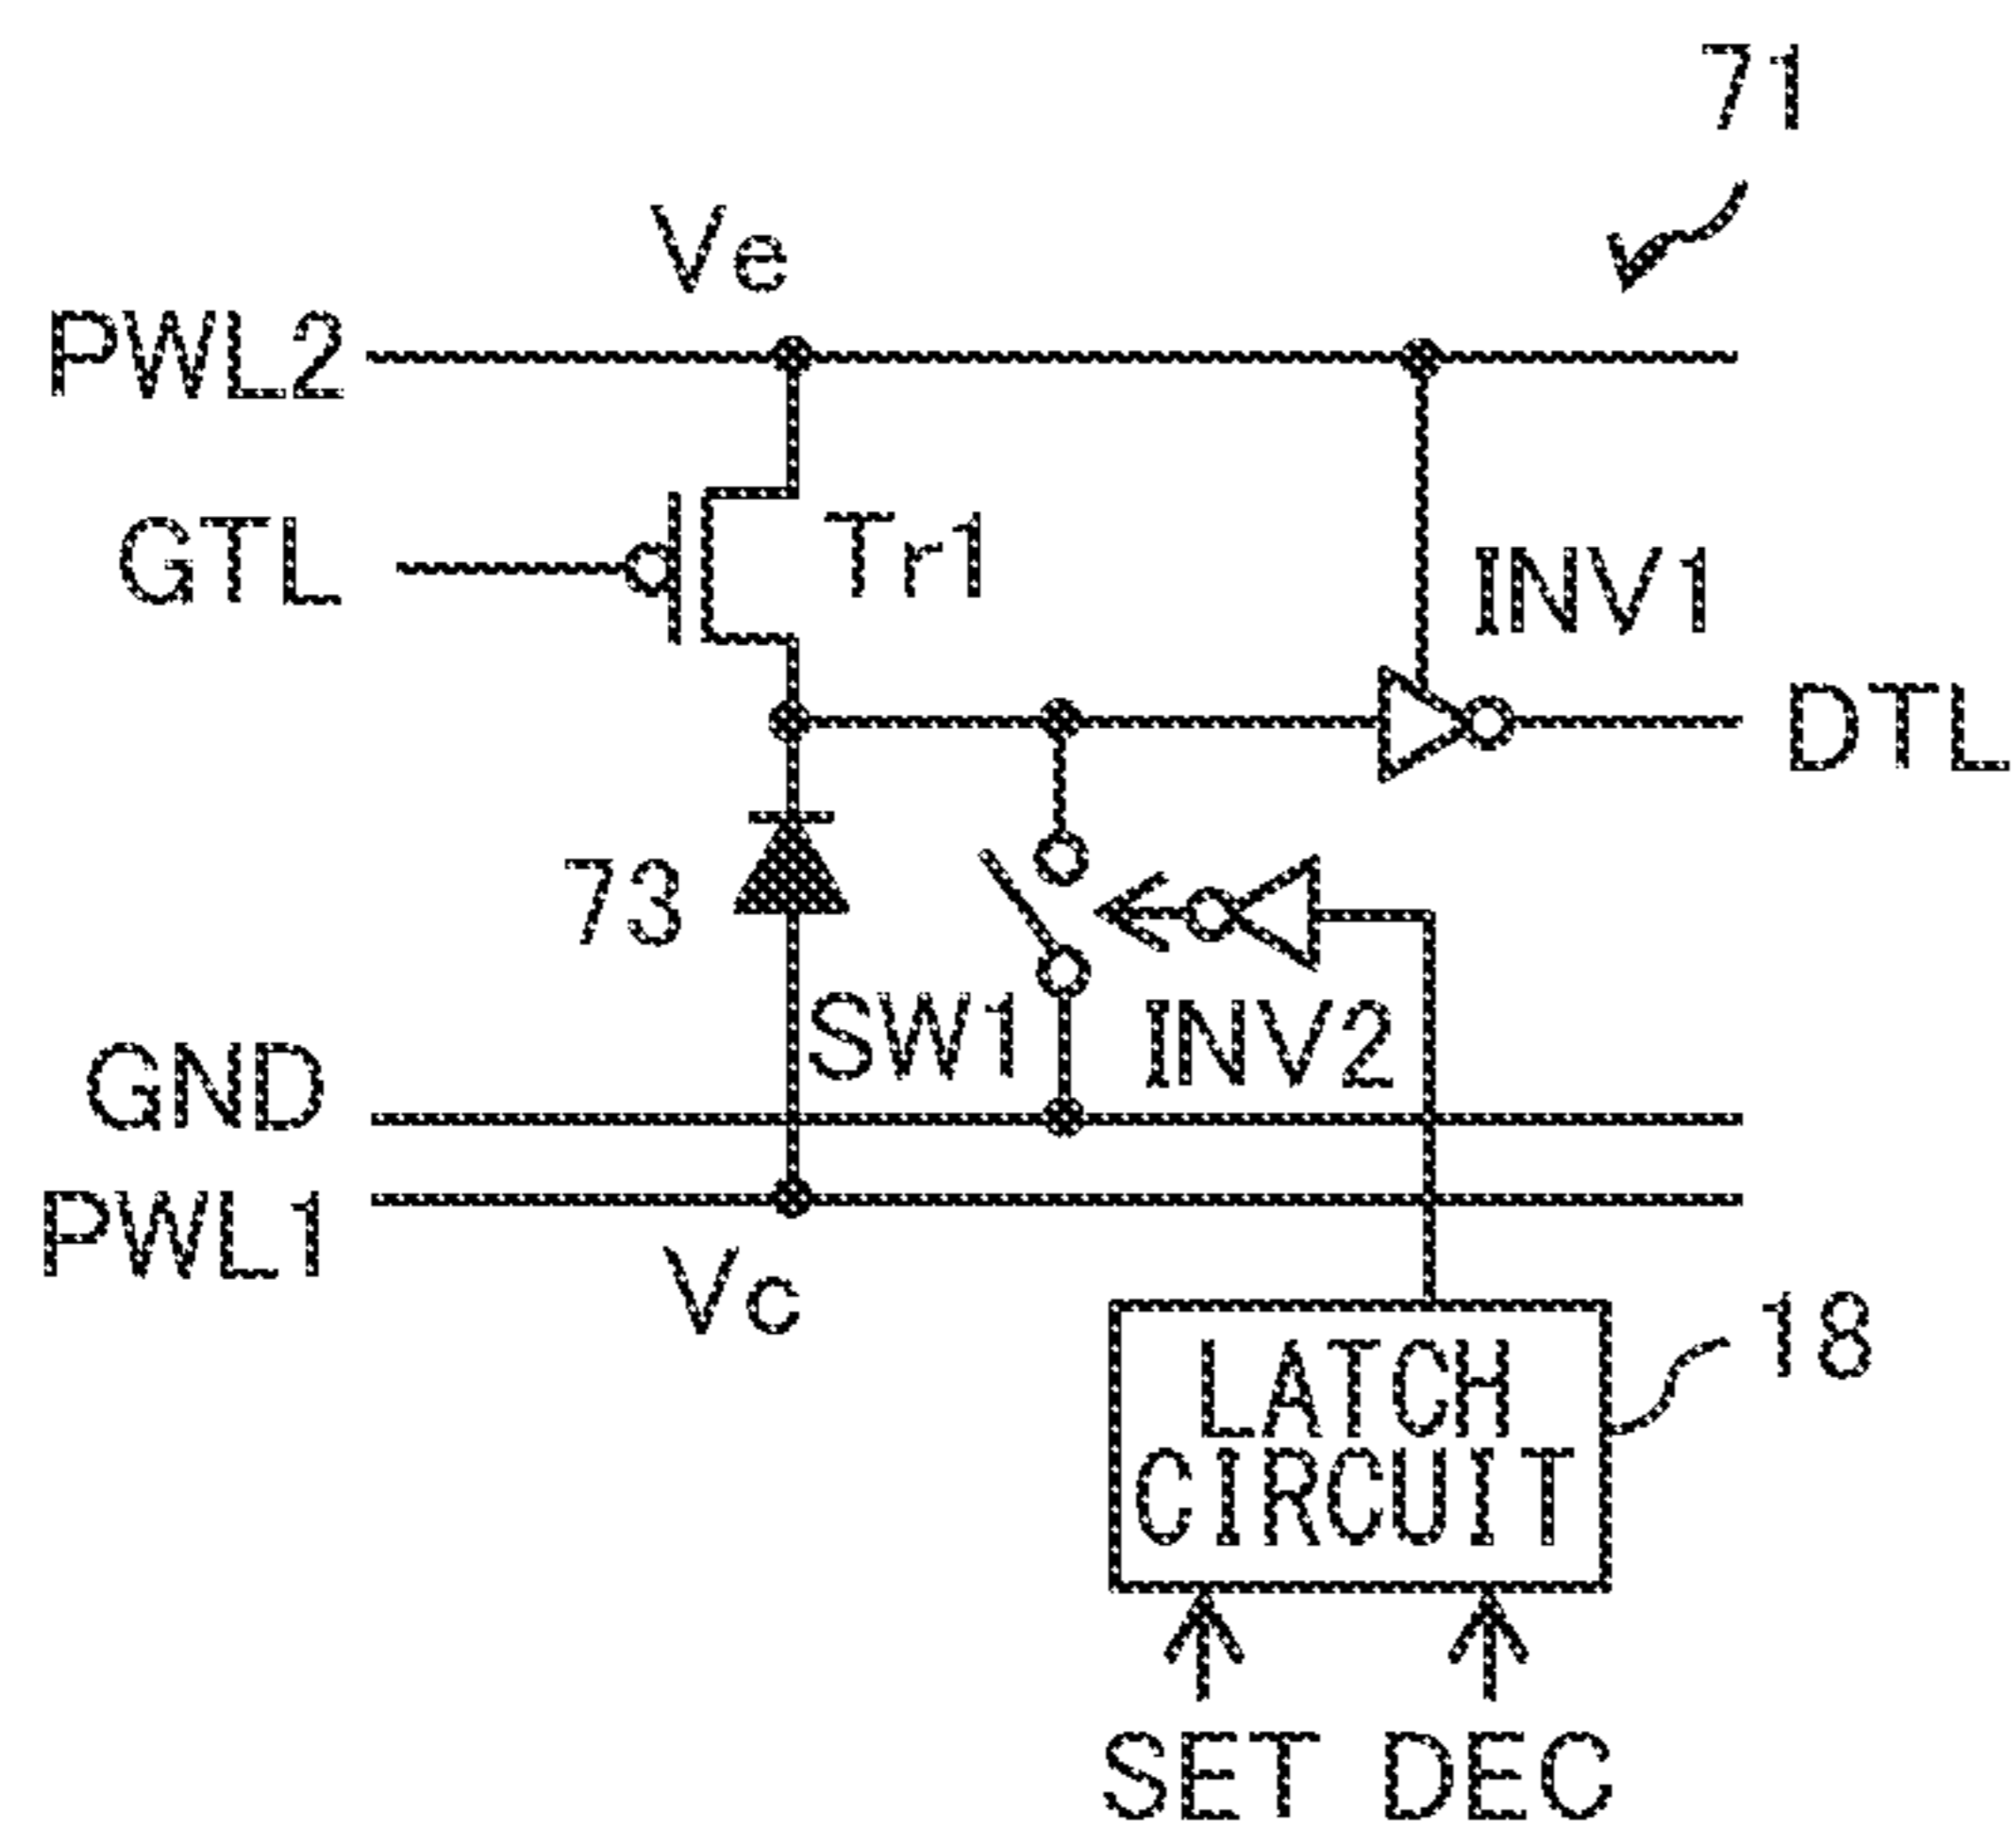 71
Ve
PWL2
GTL
Tr1
INV1
DTL
73
SW1
INV2
GND
PWL1
Vc
LATCH
CIRCUIT
18
SET DEC